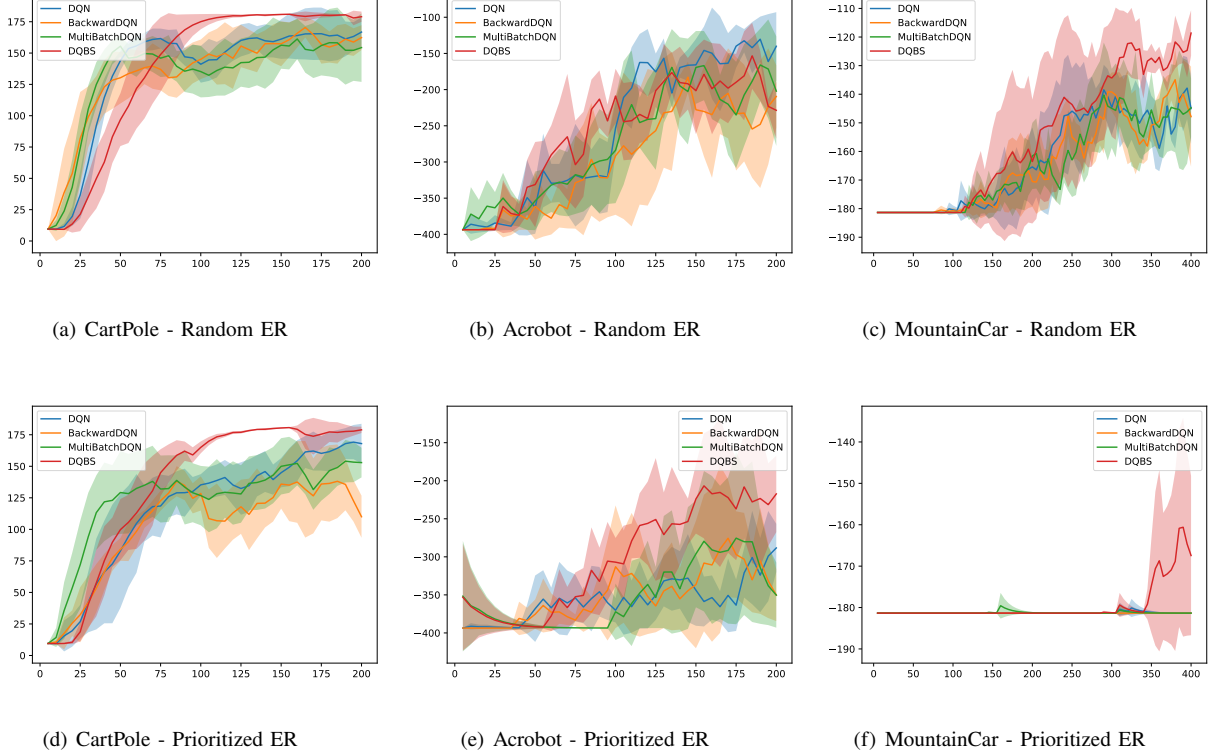 DQN
BackwardDQN
MultiBatchDQN
DQBS
175
150
125
100
75
50
25
0
0 25 50 75 100 125 150 175 200
(a) CartPole - Random ER
DQN
BackwardDQN
MultiBatchDQN
DQBS
−100
−150
−200
−250
−300
−350
−400
0 25 50 75 100 125 150 175 200
(b) Acrobot - Random ER
DQN
BackwardDQN
MultiBatchDQN
DQBS
−110
−120
−130
−140
−150
−160
−170
−180
−190
0 50 100 150 200 250 300 350 400
(c) MountainCar - Random ER
DQN
BackwardDQN
MultiBatchDQN
DQBS
175
150
125
100
75
50
25
0
0 25 50 75 100 125 150 175 200
(d) CartPole - Prioritized ER
DQN
BackwardDQN
MultiBatchDQN
DQBS
−150
−200
−250
−300
−350
−400
0 25 50 75 100 125 150 175 200
(e) Acrobot - Prioritized ER
DQN
BackwardDQN
MultiBatchDQN
DQBS
−140
−150
−160
−170
−180
−190
0 50 100 150 200 250 300 350 400
(f) MountainCar - Prioritized ER